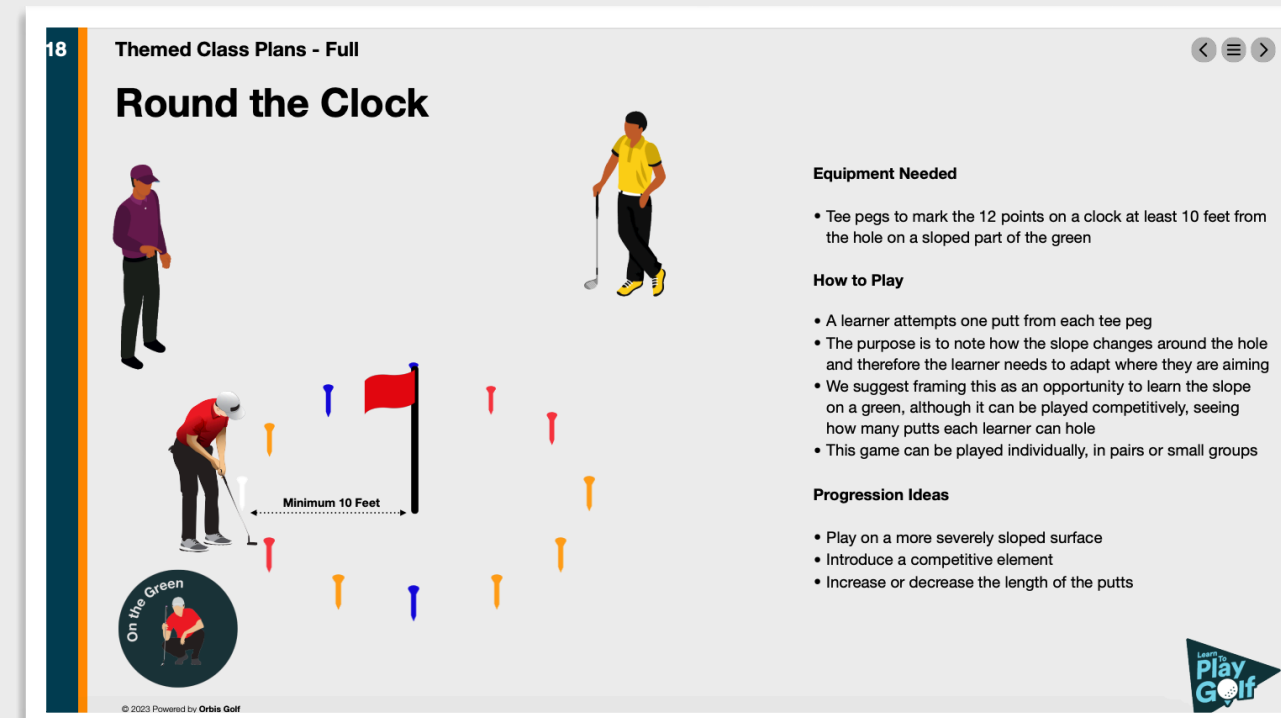 18
Themed Class Plans - Full
Round the Clock
Equipment Needed
• Tee pegs to mark the 12 points on a clock at least 10 feet from
the hole on a sloped part of the green
How to Play
• A learner attempts one putt from each tee peg
• The purpose is to note how the slope changes around the hole
and therefore the learner needs to adapt where they are aiming
• We suggest framing this as an opportunity to learn the slope
on a green, although it can be played competitively, seeing
how many putts each learner can hole
• This game can be played individually, in pairs or small groups
Progression Ideas
• Play on a more severely sloped surface
• Introduce a competitive element
• Increase or decrease the length of the putts
Minimum 10 Feet
On the Green
Learn To
Play
Golf
© 2023 Powered by Orbis Golf